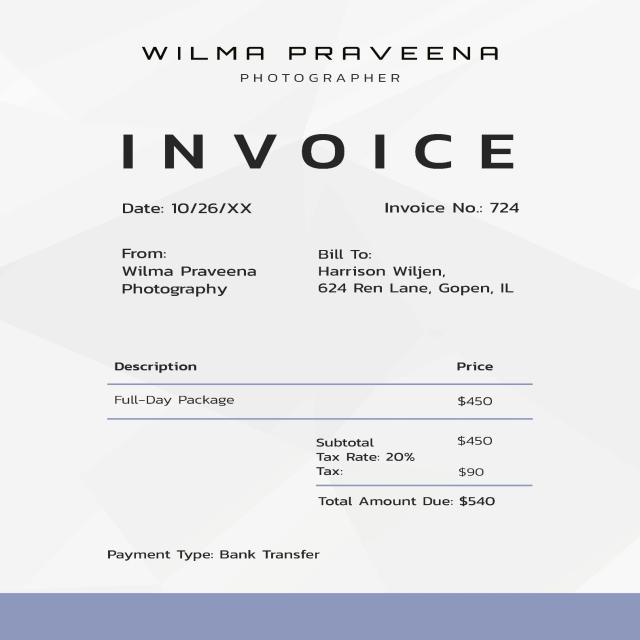 WILMA PRAVEENA
PHOTOGRAPHER
INVOICE
Date: 10/26/XX Invoice No.: 724
From:
Wilma Praveena
Photography
Bill To:
Harrison Wiljen,
624 Ren Lane, Gopen, IL
Description Price
Full-Day Package $450
Subtotal $450
Tax Rate: 20%
Tax: $90
Total Amount Due: $540
Payment Type: Bank Transfer